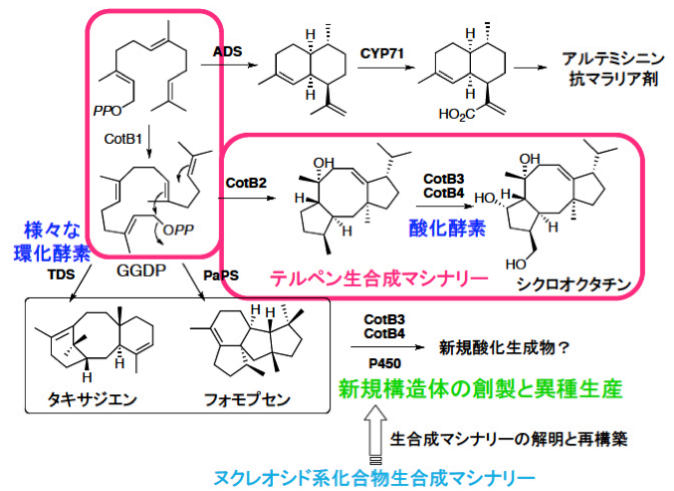 ADS
CYP71
アルテミシニン
抗マラリア剤
H
H
H
H
PPO
HO₂C
CotB1
OH
CotB2
CotB3
CotB4
OH
H
H
HO
H
H
HO
OPP
酸化酵素
様々な
環化酵素
GGDP
テルペン生合成マシナリー
シクロオクタチン
TDS
PaPS
H
H
H
H
CotB3
CotB4
P450
新規酸化生成物？
タキサジエン
フォモプセン
新規構造体の創製と異種生産
生合成マシナリーの解明と再構築
ヌクレオシド系化合物生合成マシナリー